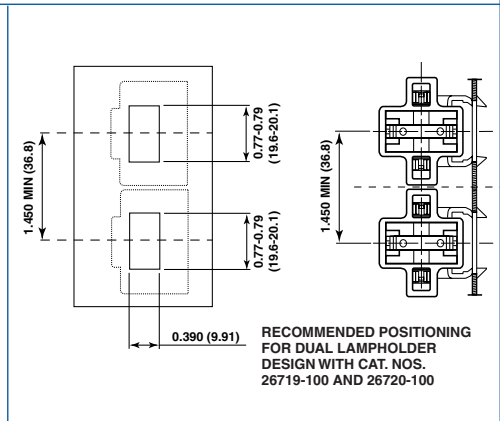 1.450 MIN (36.8)
0.77-0.79
(19.6-20.1)
0.77-0.79
(19.6-20.1)
0.390 (9.91)
1.450 MIN (36.8)
RECOMMENDED POSITIONING
FOR DUAL LAMPHOLDER
DESIGN WITH CAT. NOS.
26719-100 AND 26720-100